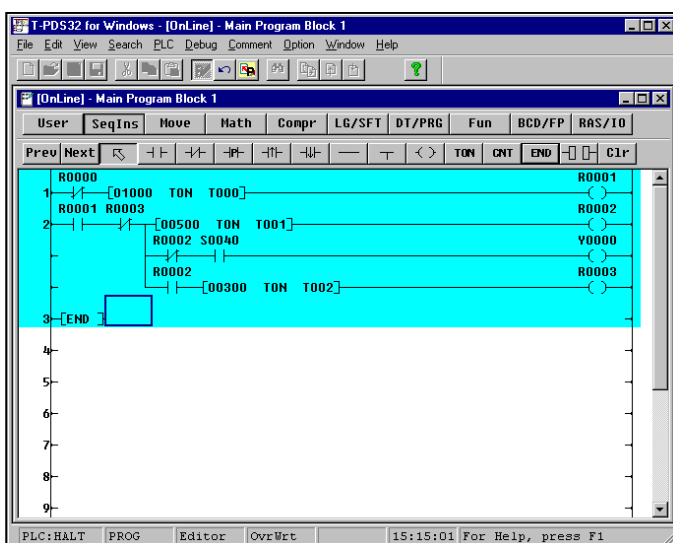 T-PDS32 for Windows - [OnLine] - Main Program Block 1
File Edit View Search PLC Debug Comment Option Window Help
[OnLine] - Main Program Block 1
User SeqIns Move Math Compr LG/SFT DT/PRG Fun BCD/FP RAS/IO
Prev Next P TON CNT END Clr
R0000 R0001
1 [01000 TON T000]
R0001 R0003 R0002
2 [00500 TON T001]
R0002 S0040 Y0000
R0002 R0003
[00300 TON T002]
3 [END ]
4
5
6
7
8
9
PLC:HALT PROG Editor OvrWrt 15:15:01 For Help, press F1